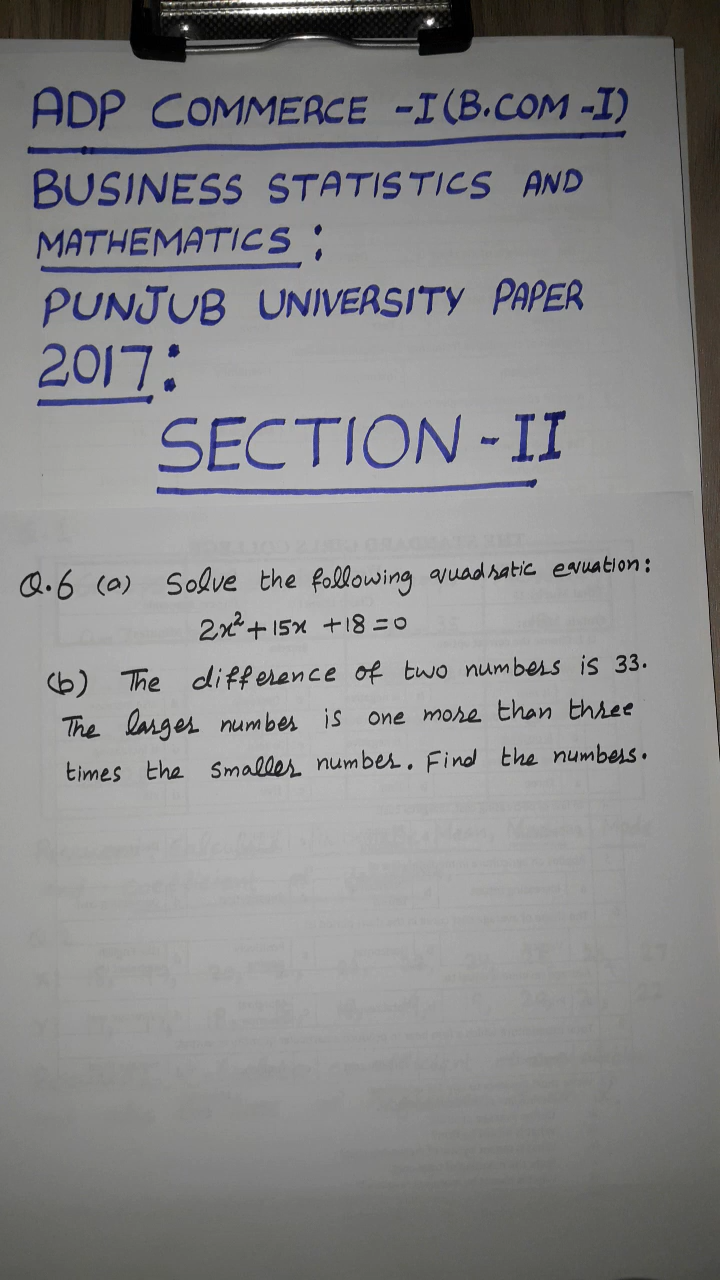 ADP COMMERCE -I(B.COM-I)
BUSINESS STATISTICS AND
MATHEMATICS:
PUNJUB UNIVERSITY PAPER
2017:
SECTION-II
Q.6 (a) Solve the following quadratic equation:
2x²+15x+18=0
(b) The difference of two numbers is 33.
The larger number is one more than three
times the smaller number. Find the numbers.